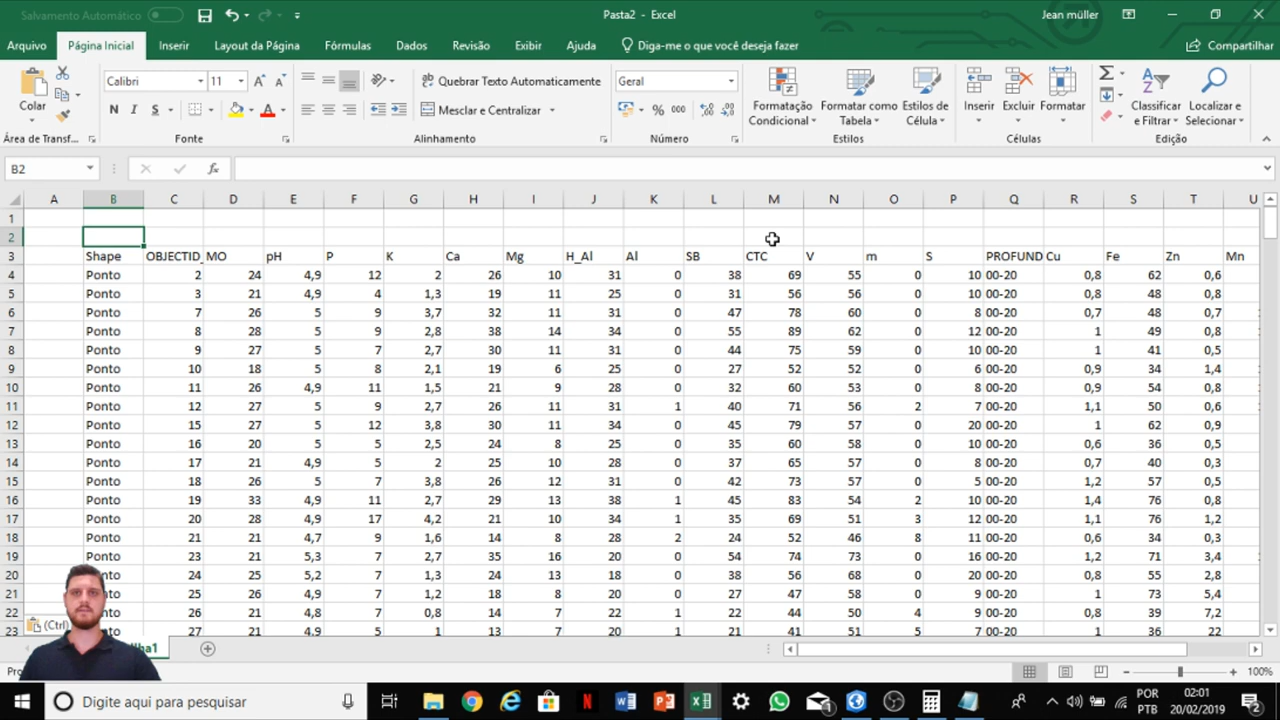 Salvamento Automático
Pasta2 - Excel
Jean müller
Arquivo Página Inicial Inserir Layout da Página Fórmulas Dados Revisão Exibir Ajuda Diga-me o que você deseja fazer Compartilhar
Colar
Calibri 11
N I S
Quebrar Texto Automaticamente
Mesclar e Centralizar
Geral
% 000
Formatação Condicional
Formatar como Tabela
Estilos de Célula
Inserir
Excluir
Formatar
Classificar e Filtrar
Localizar e Selecionar
Área de Transf... Fonte Alinhamento Número Estilos Células Edição
B2
fx
A B C D E F G H I J K L M N O P Q R S T U
1
2
3 Shape OBJECTID_ MO pH P K Ca Mg H_Al Al SB CTC V m S PROFUND Cu Fe Zn Mn
4 Ponto 2 24 4,9 12 2 26 10 31 0 38 69 55 0 10 00-20 0,8 62 0,6
5 Ponto 3 21 4,9 4 1,3 19 11 25 0 31 56 56 0 10 00-20 0,8 48 0,8
6 Ponto 7 26 5 9 3,7 32 11 31 0 47 78 60 0 8 00-20 0,7 48 0,7
7 Ponto 8 28 5 9 2,8 38 14 34 0 55 89 62 0 12 00-20 1 49 0,8
8 Ponto 9 27 5 7 2,7 30 11 31 0 44 75 59 0 10 00-20 1 41 0,5
9 Ponto 10 18 5 8 2,1 19 6 25 0 27 52 52 0 6 00-20 0,9 34 1,4
10 Ponto 11 26 4,9 11 1,5 21 9 28 0 32 60 53 0 8 00-20 0,9 54 0,8
11 Ponto 12 27 5 9 2,7 26 11 31 1 40 71 56 2 7 00-20 1,1 50 0,6
12 Ponto 15 27 5 12 3,8 30 11 34 0 45 79 57 0 20 00-20 1 62 0,9
13 Ponto 16 20 5 5 2,5 24 8 25 0 35 60 58 0 10 00-20 0,6 36 0,5
14 Ponto 17 21 4,9 5 2 25 10 28 0 37 65 57 0 8 00-20 0,7 40 0,3
15 Ponto 18 26 5 7 3,8 26 12 31 0 42 73 57 0 5 00-20 1,2 57 0,5
16 Ponto 19 33 4,9 11 2,7 29 13 38 1 45 83 54 2 10 00-20 1,4 76 0,8
17 Ponto 20 28 5 17 4,2 21 10 34 1 35 69 51 3 12 00-20 1,1 76 1,2
18 Ponto 21 21 4,7 9 1,6 14 8 28 2 24 52 46 8 11 00-20 0,6 34 0,3
19 Ponto 23 21 5,3 7 2,7 35 16 20 0 54 74 73 0 16 00-20 1,2 71 3,4
20 24 25 5,2 7 1,3 24 13 18 0 38 56 68 0 20 00-20 0,8 55 2,8
21 25 26 4,9 7 1,2 18 8 20 0 27 47 58 0 9 00-20 1 73 5,4
22 26 21 4,8 7 0,8 14 7 22 1 22 44 50 4 9 00-20 0,8 39 7,2
23 27 21 4,9 5 1 13 7 20 1 21 41 51 5 7 00-20 1 36 22
(Ctrl)
100%
Digite aqui para pesquisar
POR
PTB
02:01
20/02/2019
2